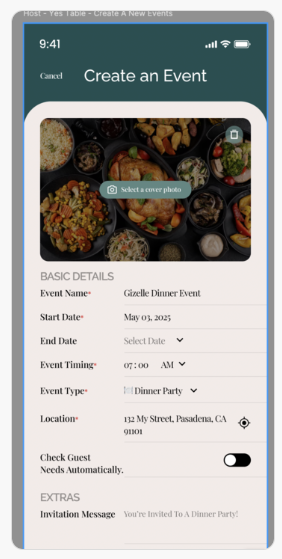 Host - Yes Table - Create A New Events
9:41
Cancel Create an Event
Select a cover photo
BASIC DETAILS
Event Name* Gizelle Dinner Event
Start Date* May 03, 2025
End Date Select Date
Event Timing* 07 : 00 AM
Event Type* Dinner Party
Location* 132 My Street, Pasadena, CA
91101
Check Guest
Needs Automatically.
EXTRAS
Invitation Message You're Invited To A Dinner Party!